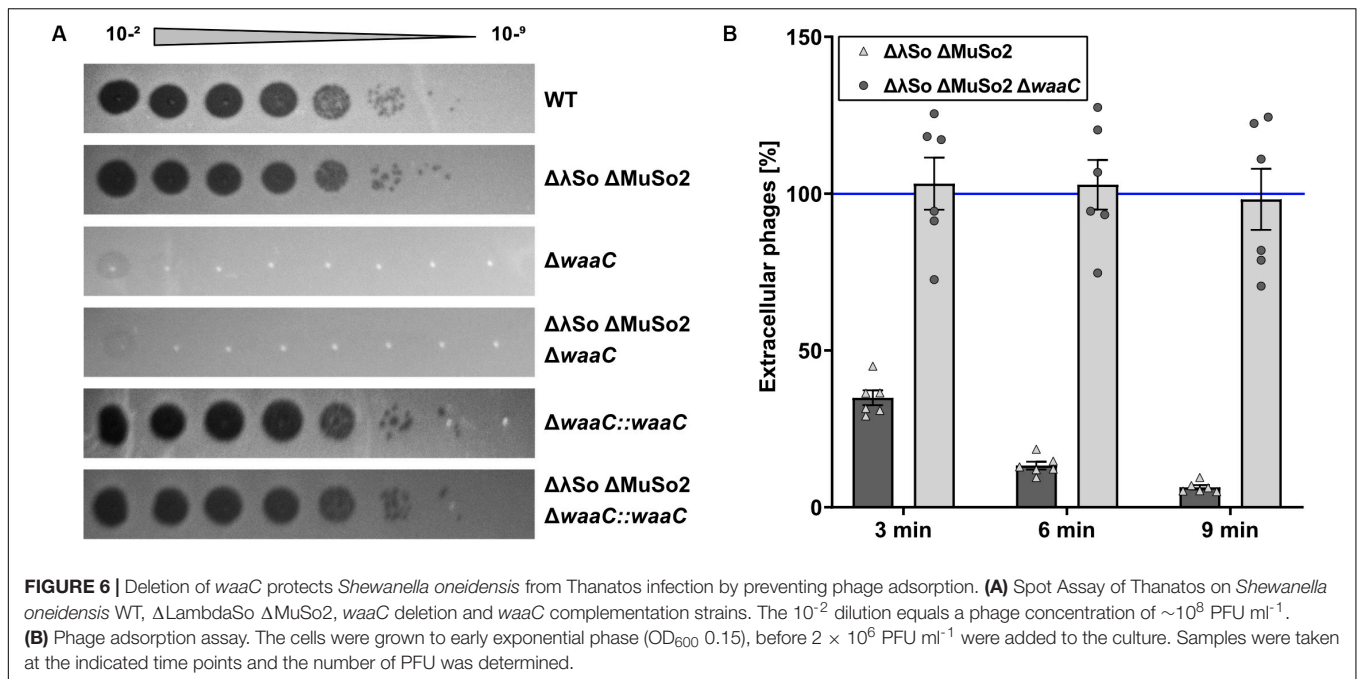 A
10-² 10-⁹
WT
ΔλSo ΔMuSo2
ΔwaaC
ΔλSo ΔMuSo2
ΔwaaC
ΔwaaC::waaC
ΔλSo ΔMuSo2
ΔwaaC::waaC
B
150
100
50
0
Extracellular phages [%]
ΔλSo ΔMuSo2
ΔλSo ΔMuSo2 ΔwaaC
3 min 6 min 9 min
FIGURE 6 | Deletion of waaC protects Shewanella oneidensis from Thanatos infection by preventing phage adsorption. (A) Spot Assay of Thanatos on Shewanella
oneidensis WT, ΔLambdaSo ΔMuSo2, waaC deletion and waaC complementation strains. The 10⁻² dilution equals a phage concentration of ~10⁸ PFU ml⁻¹.
(B) Phage adsorption assay. The cells were grown to early exponential phase (OD₆₀₀ 0.15), before 2 × 10⁶ PFU ml⁻¹ were added to the culture. Samples were taken
at the indicated time points and the number of PFU was determined.